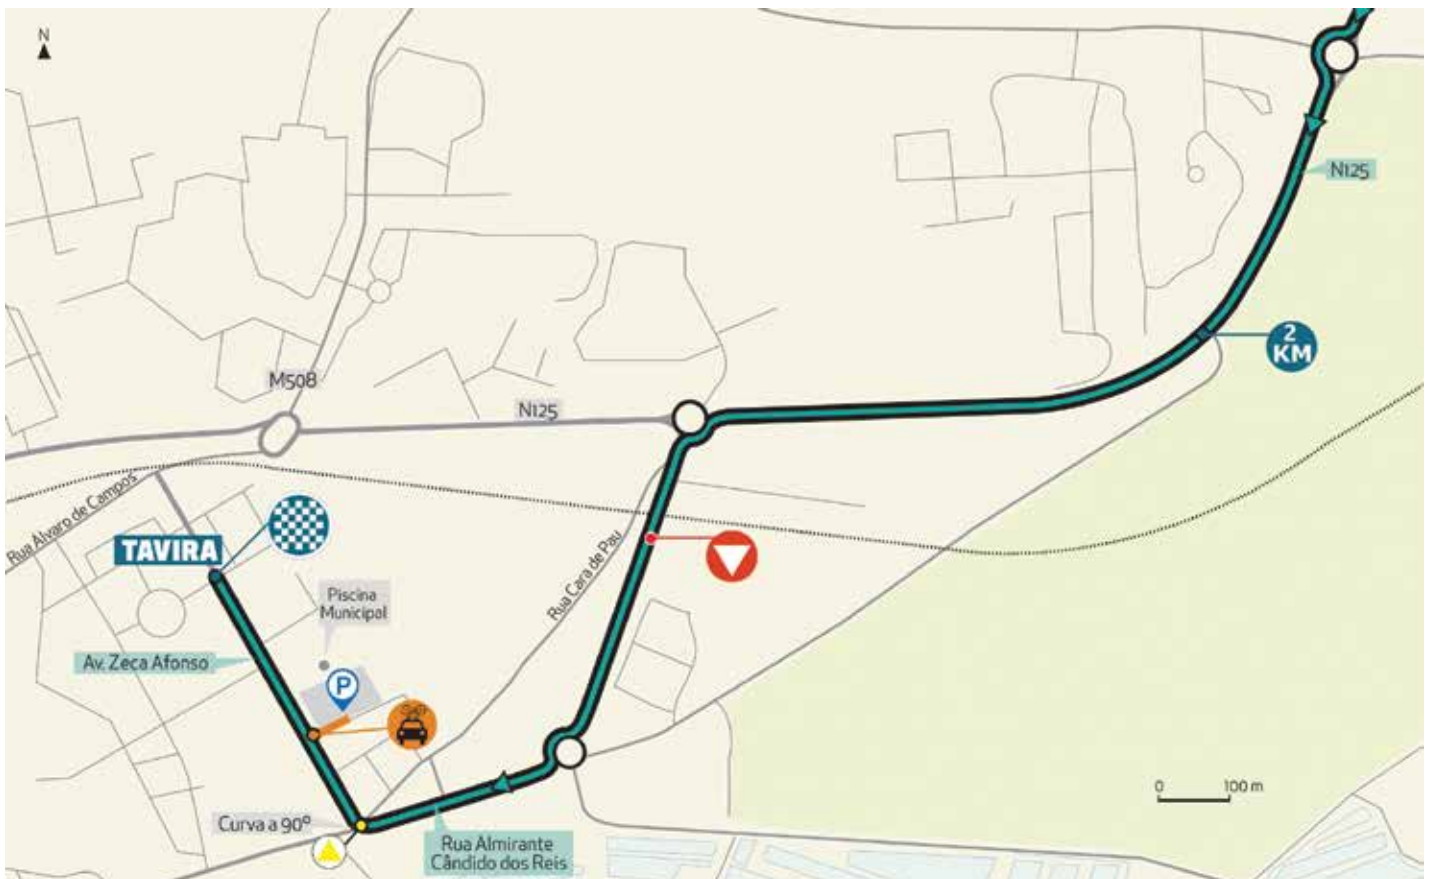 N
N125
2
KM
M508
N125
Rua Álvaro de Campos
TAVIRA
Rua Cara de Pau
Piscina
Municipal
Av. Zeca Afonso
P
0 100 m
Curva a 90º
Rua Almirante
Cândido dos Reis